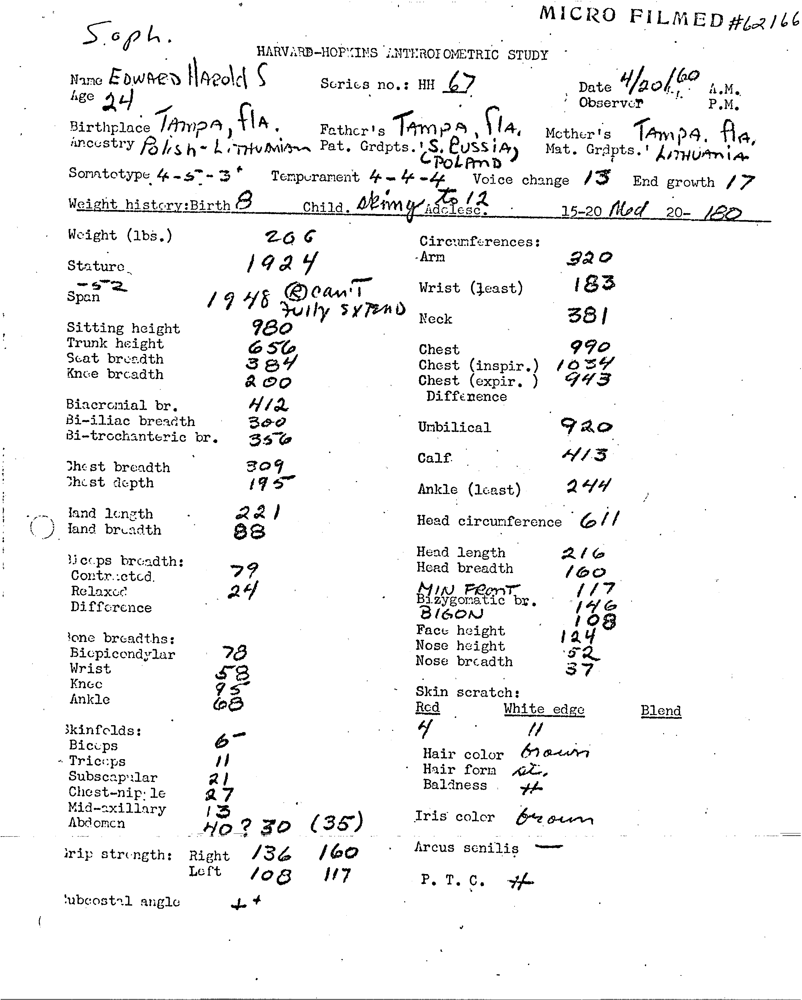 MICRO FILMED #62166
Soph.
HARVARD-HOPKINS ANTHROPOMETRIC STUDY
Name EDWARD HAROLD S Series no.: HH 67 Date 4/20/60 A.M.
Age 24 Observer P.M.
Birthplace TAMPA, FLA. Father's TAMPA, FLA. Mother's TAMPA, FLA.
Ancestry POLISH-LITHUANIAN Pat. Grdpts.' S. RUSSIA, Mat. Grdpts.' LITHUANIA
(POLAND
Somatotype 4-5-3+ Temperament 4-4-4 Voice change 13 End growth 17
Weight history: Birth 8 Child. Skinny to 12 Adolesc. 15-20 Med 20- 180
Weight (lbs.) 206
Stature 1924
-52
Span 1948 Ⓡ can't fully extend
Sitting height 980
Trunk height 656
Seat breadth 384
Knee breadth 200
Biacromial br. 412
Bi-iliac breadth 300
Bi-trochanteric br. 356
Chest breadth 309
Chest depth 195
Hand length 221
Hand breadth 88
Biceps breadth:
Contracted 79
Relaxed 24
Difference
Bone breadths:
Biepicondylar 78
Wrist 58
Knee 95
Ankle 68
Skinfolds:
Biceps 6-
Triceps 11
Subscapular 21
Chest-nipple 27
Mid-axillary 13
Abdomen 40? 30 (35)
Grip strength: Right 136 160
Left 108 117
Subcostal angle ++
Circumferences:
Arm 320
Wrist (least) 183
Neck 381
Chest 990
Chest (inspir.) 1034
Chest (expir. ) 943
Difference
Umbilical 920
Calf 413
Ankle (least) 244
Head circumference 611
Head length 216
Head breadth 160
MIN FRONT 117
Bizygomatic br. 146
BIGON 108
Face height 124
Nose height 52
Nose breadth 37
Skin scratch:
Red White edge Blend
4 11
Hair color brown
Hair form st.
Baldness #
Iris color brown
Arcus senilis —
P. T. C. #